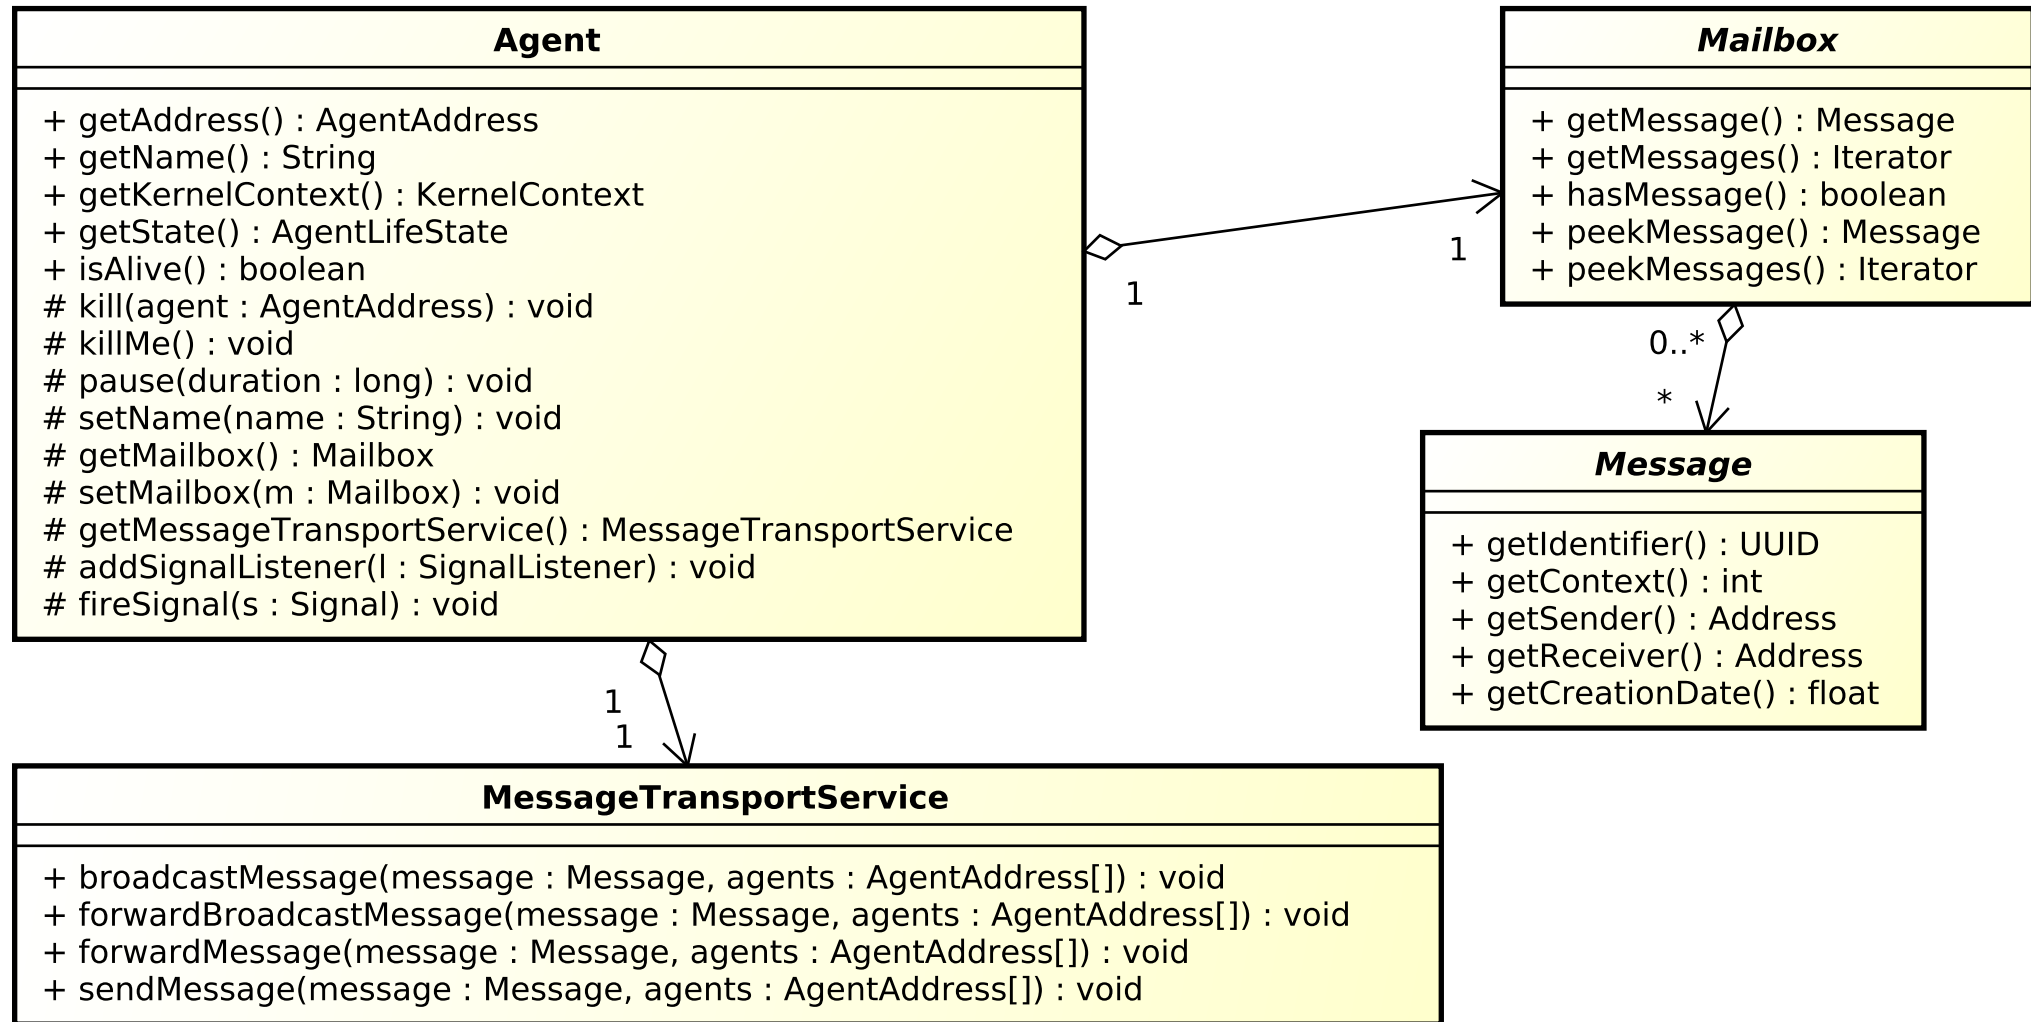 Agent
+ getAddress() : AgentAddress
+ getName() : String
+ getKernelContext() : KernelContext
+ getState() : AgentLifeState
+ isAlive() : boolean
# kill(agent : AgentAddress) : void
# killMe() : void
# pause(duration : long) : void
# setName(name : String) : void
# getMailbox() : Mailbox
# setMailbox(m : Mailbox) : void
# getMessageTransportService() : MessageTransportService
# addSignalListener(l : SignalListener) : void
# fireSignal(s : Signal) : void
1
1
Mailbox
+ getMessage() : Message
+ getMessages() : Iterator
+ hasMessage() : boolean
+ peekMessage() : Message
+ peekMessages() : Iterator
0..*
*
Message
+ getIdentifier() : UUID
+ getContext() : int
+ getSender() : Address
+ getReceiver() : Address
+ getCreationDate() : float
1
1
MessageTransportService
+ broadcastMessage(message : Message, agents : AgentAddress[]) : void
+ forwardBroadcastMessage(message : Message, agents : AgentAddress[]) : void
+ forwardMessage(message : Message, agents : AgentAddress[]) : void
+ sendMessage(message : Message, agents : AgentAddress[]) : void